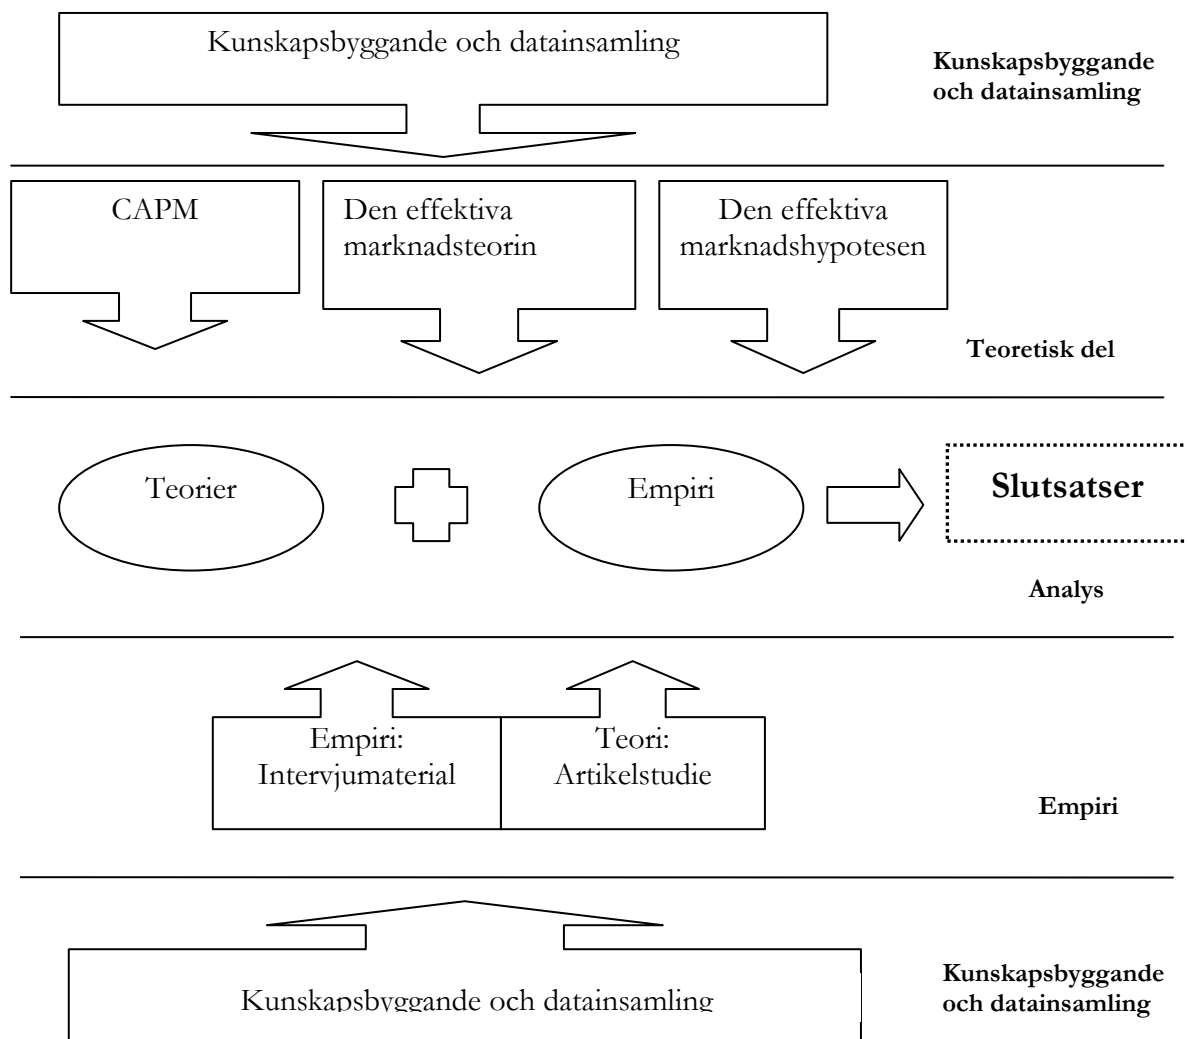 Kunskapsbyggande och datainsamling
Kunskapsbyggande
och datainsamling
CAPM
Den effektiva
marknadsteorin
Den effektiva
marknadshypotesen
Teoretisk del
Teorier
Empiri
Slutsatser
Analys
Empiri:
Intervjumaterial
Teori:
Artikelstudie
Empiri
Kunskapsbyggande och datainsamling
Kunskapsbyggande
och datainsamling